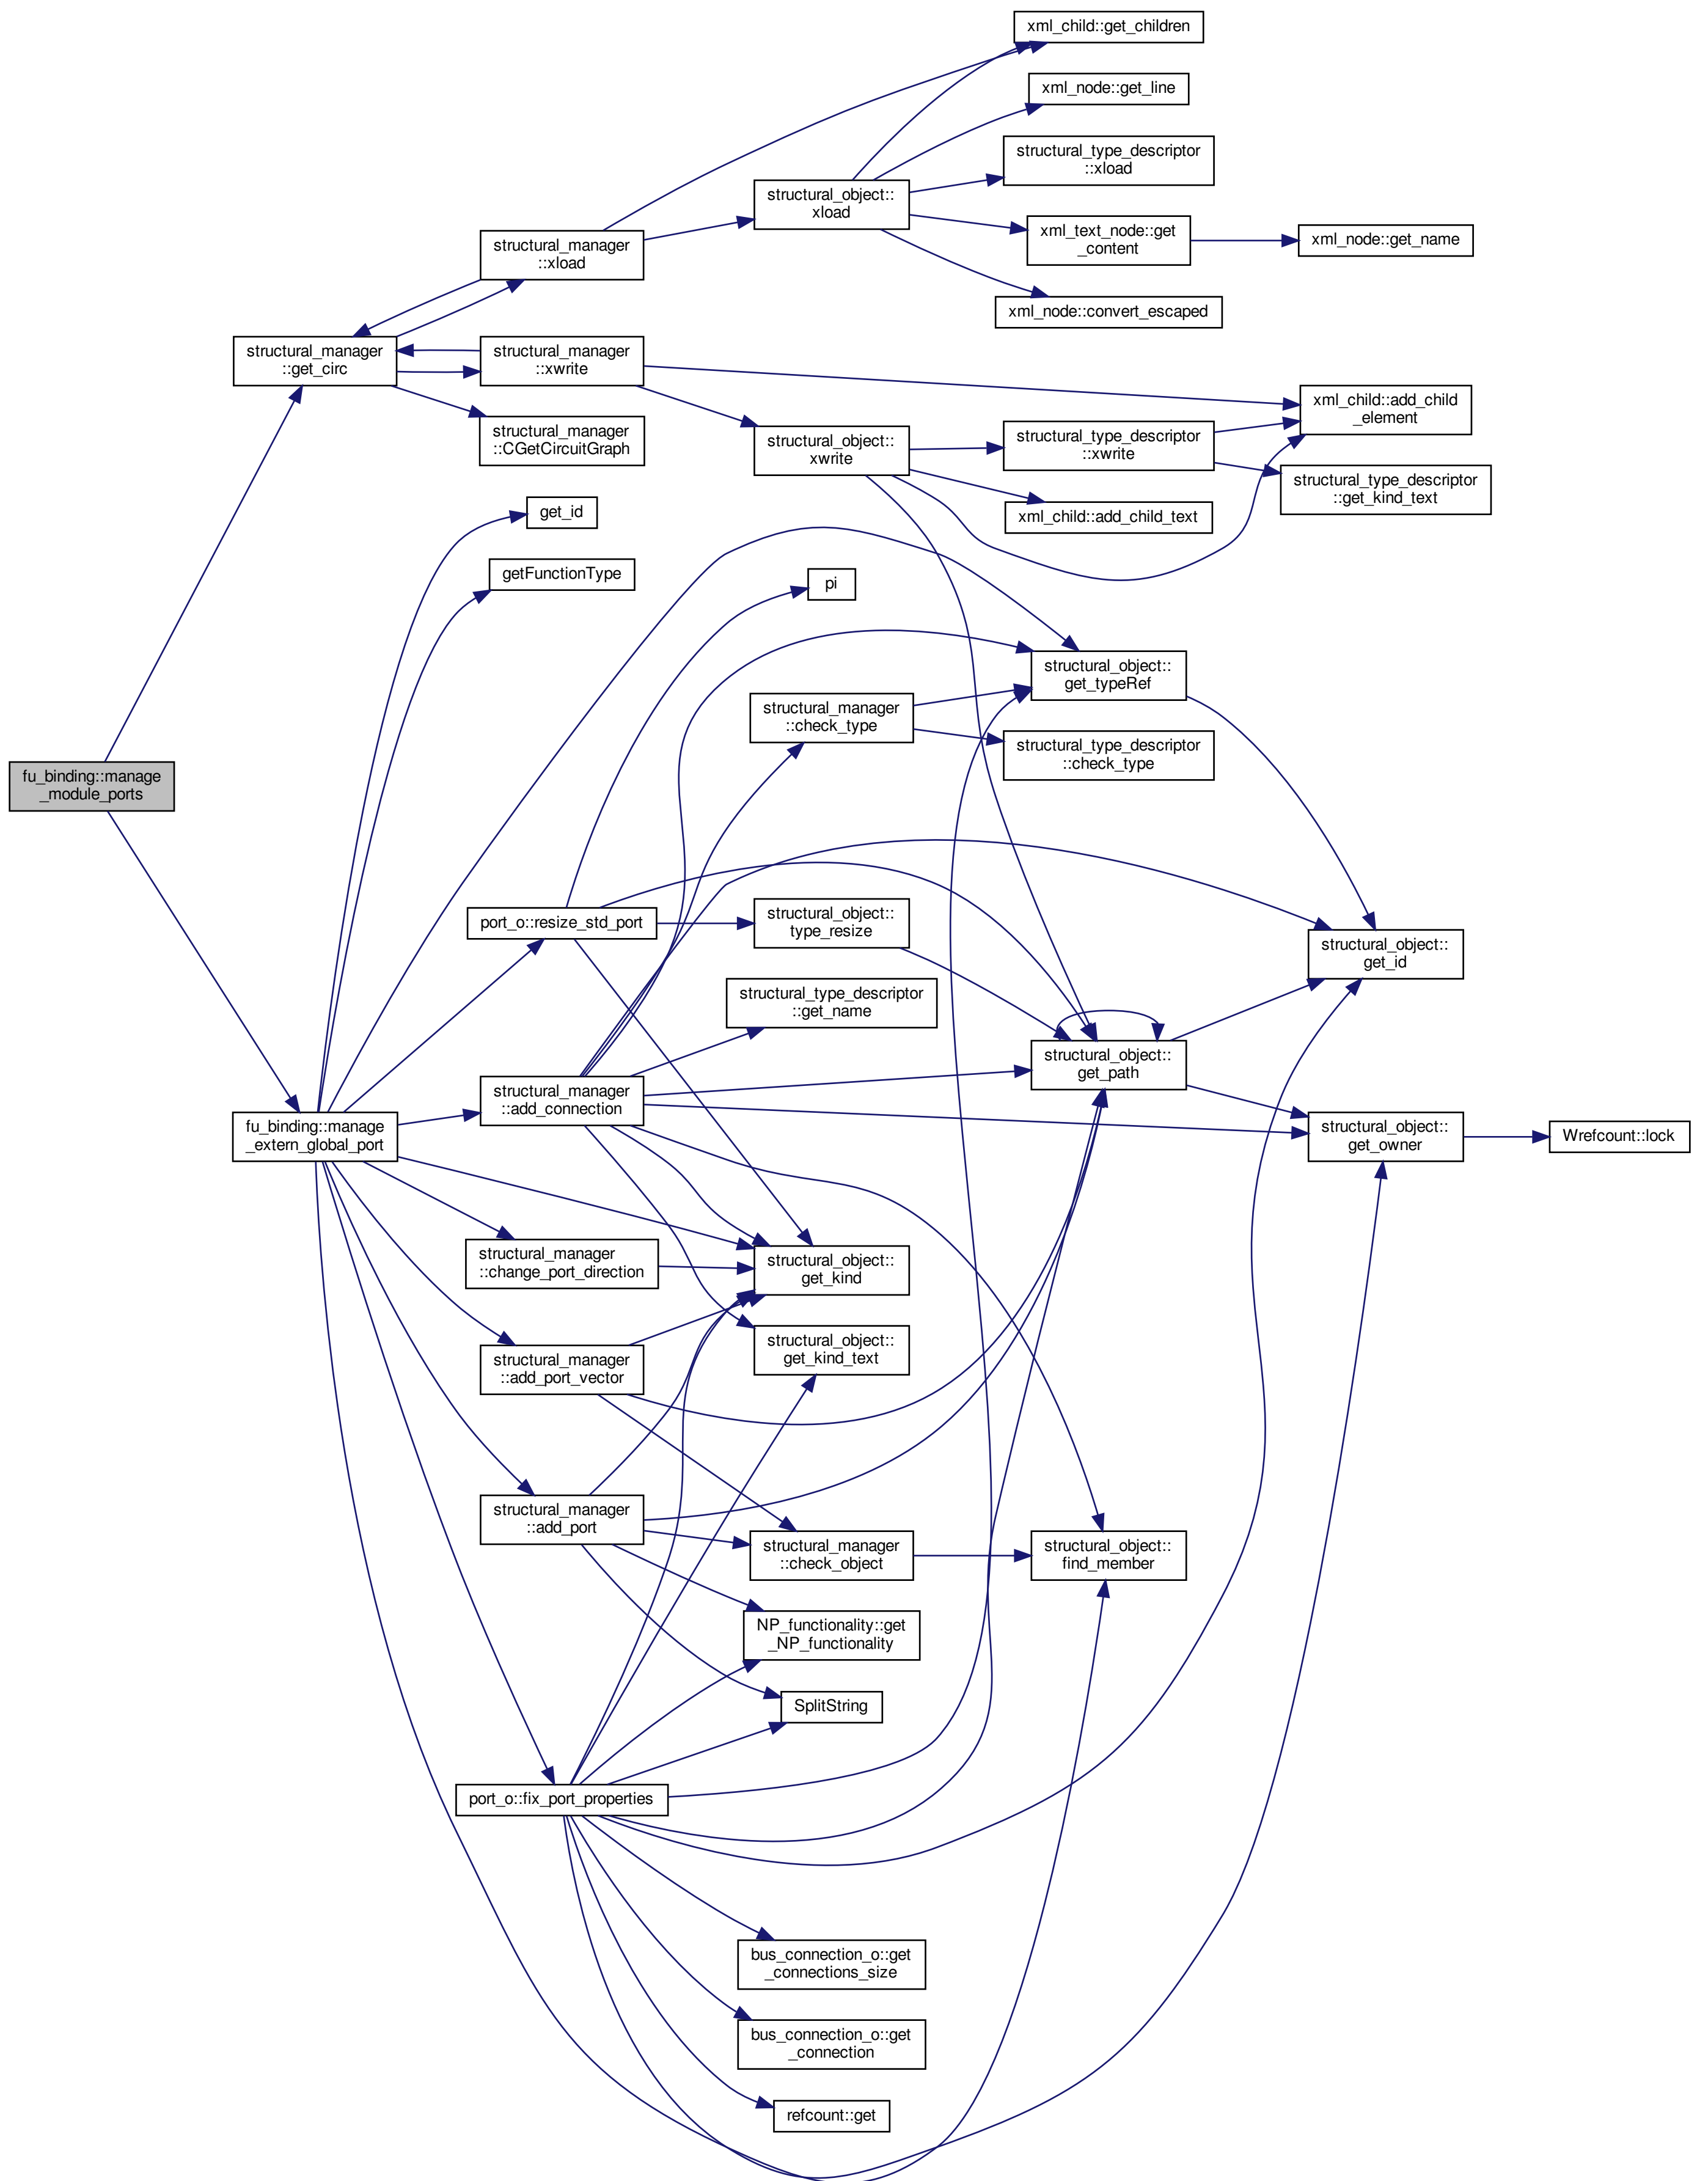 xml_child::get_children
xml_node::get_line
structural_type_descriptor
::xload
structural_object::
xload
xml_text_node::get
_content
xml_node::get_name
structural_manager
::xload
xml_node::convert_escaped
structural_manager
::get_circ
structural_manager
::xwrite
xml_child::add_child
_element
structural_manager
::CGetCircuitGraph
structural_object::
xwrite
structural_type_descriptor
::xwrite
structural_type_descriptor
::get_kind_text
get_id
xml_child::add_child_text
getFunctionType
pi
structural_object::
get_typeRef
structural_manager
::check_type
structural_type_descriptor
::check_type
fu_binding::manage
_module_ports
port_o::resize_std_port
structural_object::
type_resize
structural_object::
get_id
structural_type_descriptor
::get_name
structural_object::
get_path
structural_manager
::add_connection
fu_binding::manage
_extern_global_port
structural_object::
get_owner
Wrefcount::lock
structural_manager
::change_port_direction
structural_object::
get_kind
structural_manager
::add_port_vector
structural_object::
get_kind_text
structural_manager
::add_port
structural_manager
::check_object
structural_object::
find_member
NP_functionality::get
_NP_functionality
SplitString
port_o::fix_port_properties
bus_connection_o::get
_connections_size
bus_connection_o::get
_connection
refcount::get